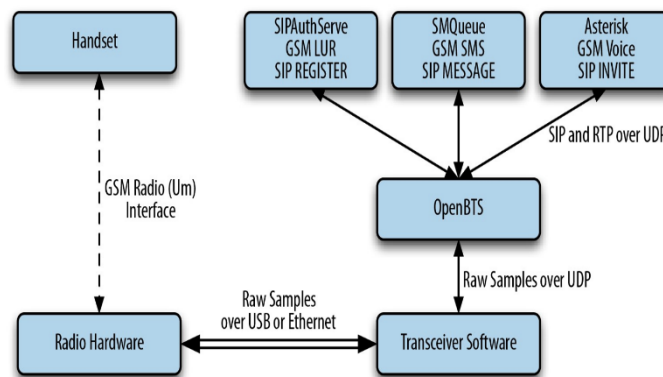 Handset
SIPAuthServe
GSM LUR
SIP REGISTER
SMQueue
GSM SMS
SIP MESSAGE
Asterisk
GSM Voice
SIP INVITE
SIP and RTP over UDP
GSM Radio (Um)
Interface
OpenBTS
Raw Samples over UDP
Raw Samples
over USB or Ethernet
Radio Hardware
Transceiver Software